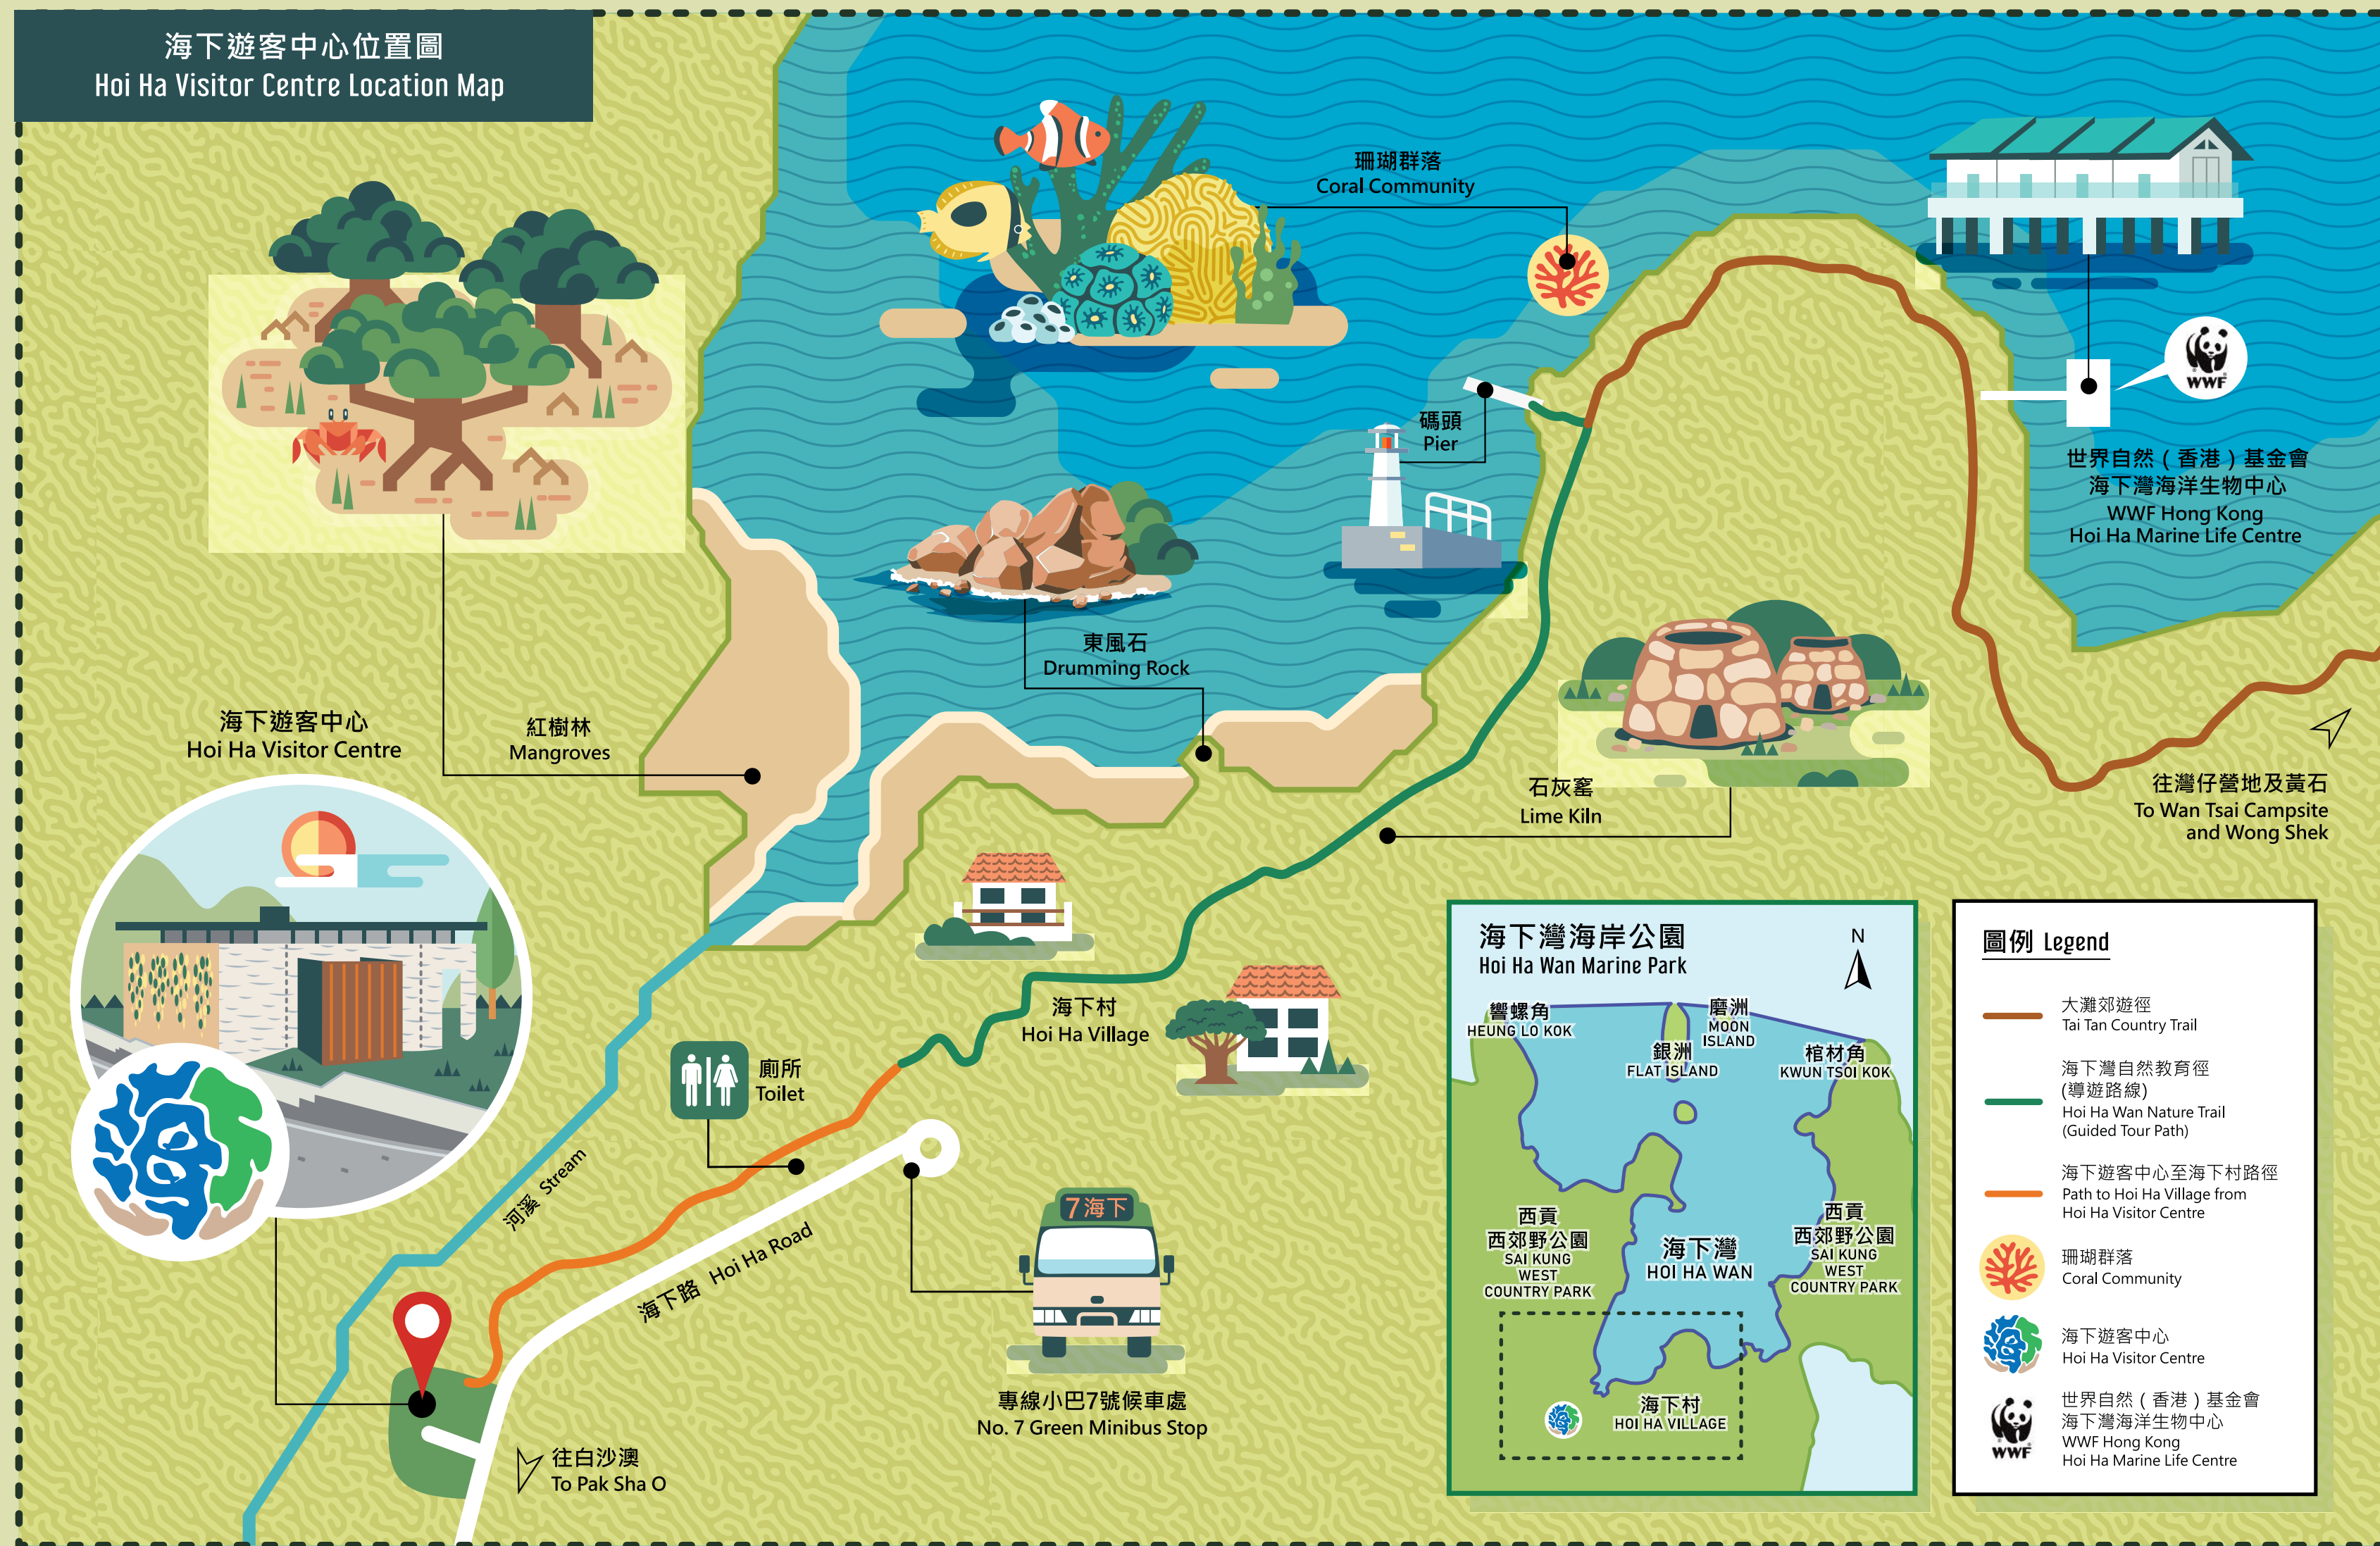 海下遊客中心位置圖
Hoi Ha Visitor Centre Location Map
珊瑚群落
Coral Community
碼頭
Pier
WWF
世界自然（香港）基金會
海下灣海洋生物中心
WWF Hong Kong
Hoi Ha Marine Life Centre
東風石
Drumming Rock
海下遊客中心
Hoi Ha Visitor Centre
紅樹林
Mangroves
石灰窰
Lime Kiln
往灣仔營地及黃石
To Wan Tsai Campsite
and Wong Shek
海下村
Hoi Ha Village
廁所
Toilet
河溪 Stream
海下路 Hoi Ha Road
7海下
專線小巴7號候車處
No. 7 Green Minibus Stop
往白沙澳
To Pak Sha O
海下灣海岸公園
Hoi Ha Wan Marine Park
N
響螺角
HEUNG LO KOK
磨洲
MOON
ISLAND
銀洲
FLAT ISLAND
棺材角
KWUN TSOI KOK
西貢
西郊野公園
SAI KUNG
WEST
COUNTRY PARK
海下灣
HOI HA WAN
西貢
西郊野公園
SAI KUNG
WEST
COUNTRY PARK
海下村
HOI HA VILLAGE
圖例 Legend
大灘郊遊徑
Tai Tan Country Trail
海下灣自然教育徑
(導遊路線)
Hoi Ha Wan Nature Trail
(Guided Tour Path)
海下遊客中心至海下村路徑
Path to Hoi Ha Village from
Hoi Ha Visitor Centre
珊瑚群落
Coral Community
海下遊客中心
Hoi Ha Visitor Centre
WWF
世界自然（香港）基金會
海下灣海洋生物中心
WWF Hong Kong
Hoi Ha Marine Life Centre